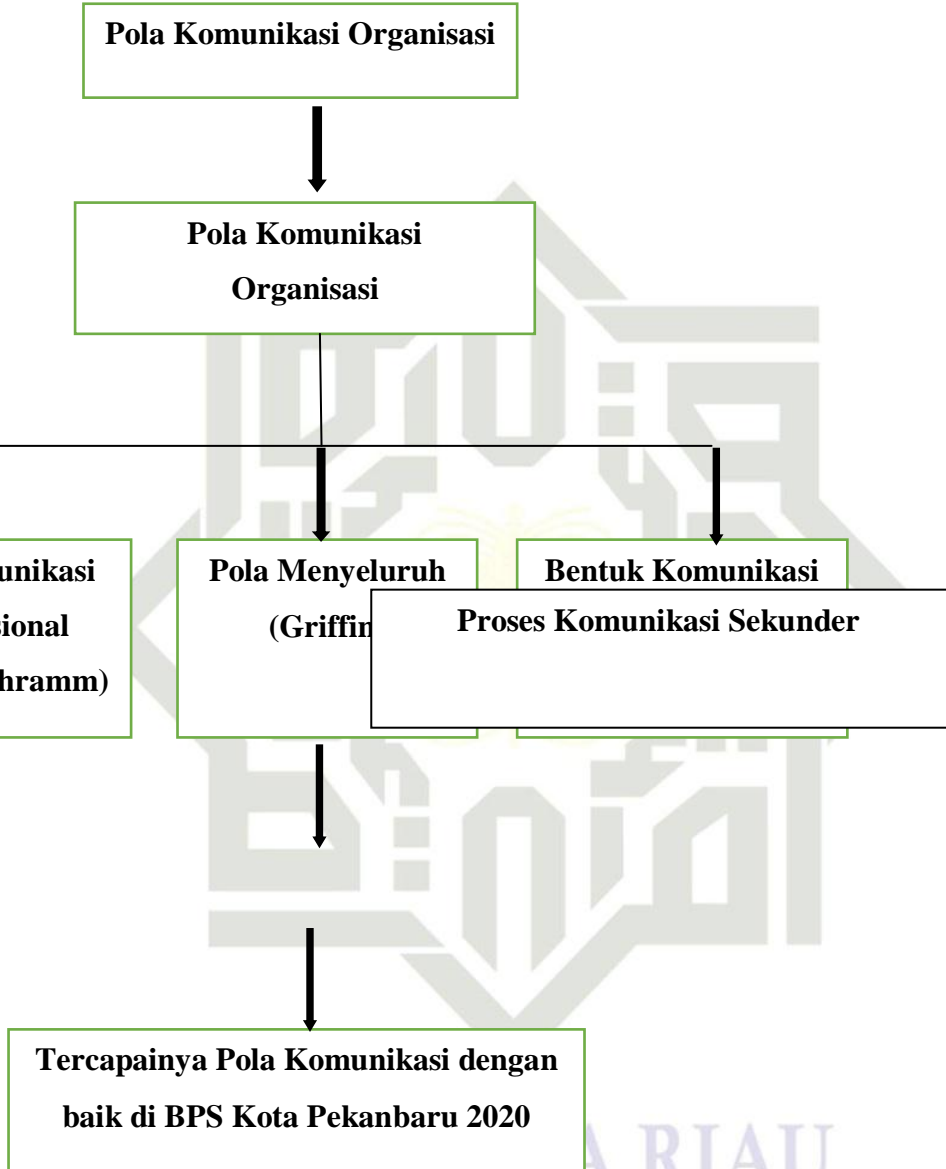 Pola Komunikasi Organisasi
Pola Komunikasi
Organisasi
unikasi
sional
hramm)
Pola Menyeluruh
(Griffin
Bentuk Komunikasi
Proses Komunikasi Sekunder
Tercapainya Pola Komunikasi dengan
baik di BPS Kota Pekanbaru 2020
A RIAU